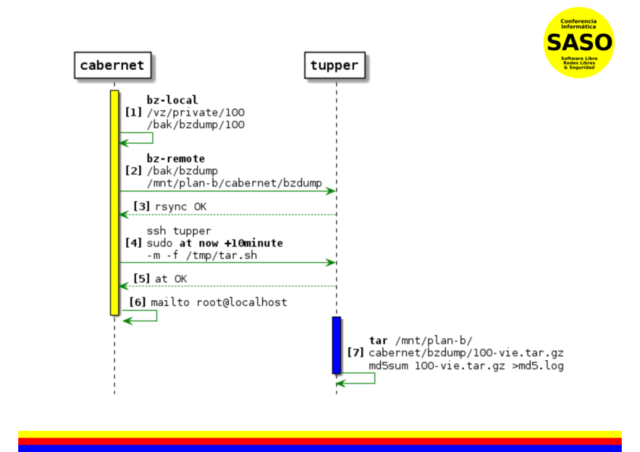 Conferencia
Informática
SASO
Software Libre
Redes Libres
& Seguridad
cabernet
tupper
bz-local
[1] /vz/private/100
/bak/bzdump/100
bz-remote
[2] /bak/bzdump
/mnt/plan-b/cabernet/bzdump
[3] rsync OK
ssh tupper
[4] sudo at now +10minute
-m -f /tmp/tar.sh
[5] at OK
[6] mailto root@localhost
tar /mnt/plan-b/
[7] cabernet/bzdump/100-vie.tar.gz
md5sum 100-vie.tar.gz >md5.log